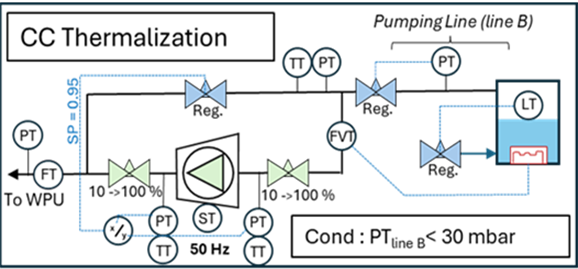 CC Thermalization
Pumping Line (line B)
TT
PT
PT
SP = 0.95
Reg.
Reg.
LT
PT
FVT
Reg.
FT
To WPU
10 ->100 %
10 ->100 %
x/y
PT
ST
PT
TT
50 Hz
TT
Cond : PTline B< 30 mbar